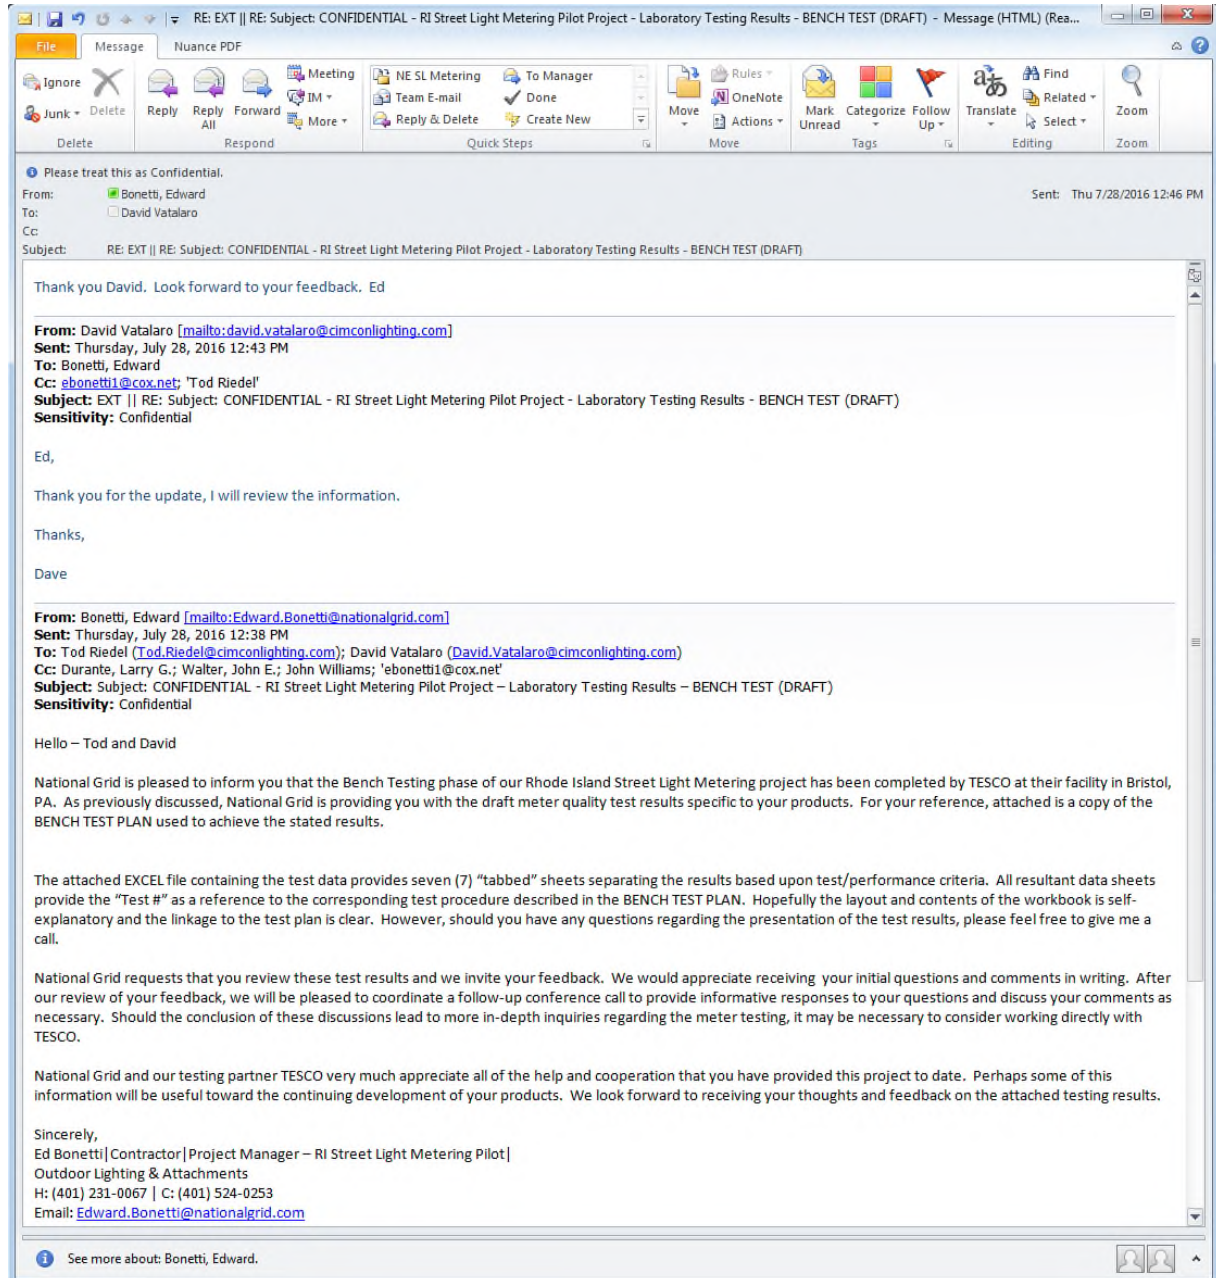 RE: EXT || RE: Subject: CONFIDENTIAL - RI Street Light Metering Pilot Project - Laboratory Testing Results - BENCH TEST (DRAFT) - Message (HTML) (Rea...
File Message Nuance PDF
Ignore
Junk
Delete
Delete
Reply
Reply All
Forward
Meeting
IM
More
Respond
NE SL Metering
Team E-mail
Reply & Delete
To Manager
Done
Create New
Quick Steps
Move
Rules
OneNote
Actions
Move
Mark Unread
Categorize
Follow Up
Tags
Translate
Find
Related
Select
Editing
Zoom
Zoom
Please treat this as Confidential.
From: Bonetti, Edward Sent: Thu 7/28/2016 12:46 PM
To: David Vatalaro
Cc:
Subject: RE: EXT || RE: Subject: CONFIDENTIAL - RI Street Light Metering Pilot Project - Laboratory Testing Results - BENCH TEST (DRAFT)
Thank you David. Look forward to your feedback. Ed
From: David Vatalaro [mailto:david.vatalaro@cimconlighting.com]
Sent: Thursday, July 28, 2016 12:43 PM
To: Bonetti, Edward
Cc: ebonetti1@cox.net; 'Tod Riedel'
Subject: EXT || RE: Subject: CONFIDENTIAL - RI Street Light Metering Pilot Project - Laboratory Testing Results - BENCH TEST (DRAFT)
Sensitivity: Confidential
Ed,
Thank you for the update, I will review the information.
Thanks,
Dave
From: Bonetti, Edward [mailto:Edward.Bonetti@nationalgrid.com]
Sent: Thursday, July 28, 2016 12:38 PM
To: Tod Riedel (Tod.Riedel@cimconlighting.com); David Vatalaro (David.Vatalaro@cimconlighting.com)
Cc: Durante, Larry G.; Walter, John E.; John Williams; 'ebonetti1@cox.net'
Subject: Subject: CONFIDENTIAL - RI Street Light Metering Pilot Project – Laboratory Testing Results – BENCH TEST (DRAFT)
Sensitivity: Confidential
Hello – Tod and David
National Grid is pleased to inform you that the Bench Testing phase of our Rhode Island Street Light Metering project has been completed by TESCO at their facility in Bristol,
PA. As previously discussed, National Grid is providing you with the draft meter quality test results specific to your products. For your reference, attached is a copy of the
BENCH TEST PLAN used to achieve the stated results.
The attached EXCEL file containing the test data provides seven (7) “tabbed” sheets separating the results based upon test/performance criteria. All resultant data sheets
provide the “Test #” as a reference to the corresponding test procedure described in the BENCH TEST PLAN. Hopefully the layout and contents of the workbook is self-
explanatory and the linkage to the test plan is clear. However, should you have any questions regarding the presentation of the test results, please feel free to give me a
call.
National Grid requests that you review these test results and we invite your feedback. We would appreciate receiving your initial questions and comments in writing. After
our review of your feedback, we will be pleased to coordinate a follow-up conference call to provide informative responses to your questions and discuss your comments as
necessary. Should the conclusion of these discussions lead to more in-depth inquiries regarding the meter testing, it may be necessary to consider working directly with
TESCO.
National Grid and our testing partner TESCO very much appreciate all of the help and cooperation that you have provided this project to date. Perhaps some of this
information will be useful toward the continuing development of your products. We look forward to receiving your thoughts and feedback on the attached testing results.
Sincerely,
Ed Bonetti|Contractor|Project Manager – RI Street Light Metering Pilot|
Outdoor Lighting & Attachments
H: (401) 231-0067 | C: (401) 524-0253
Email: Edward.Bonetti@nationalgrid.com
See more about: Bonetti, Edward.